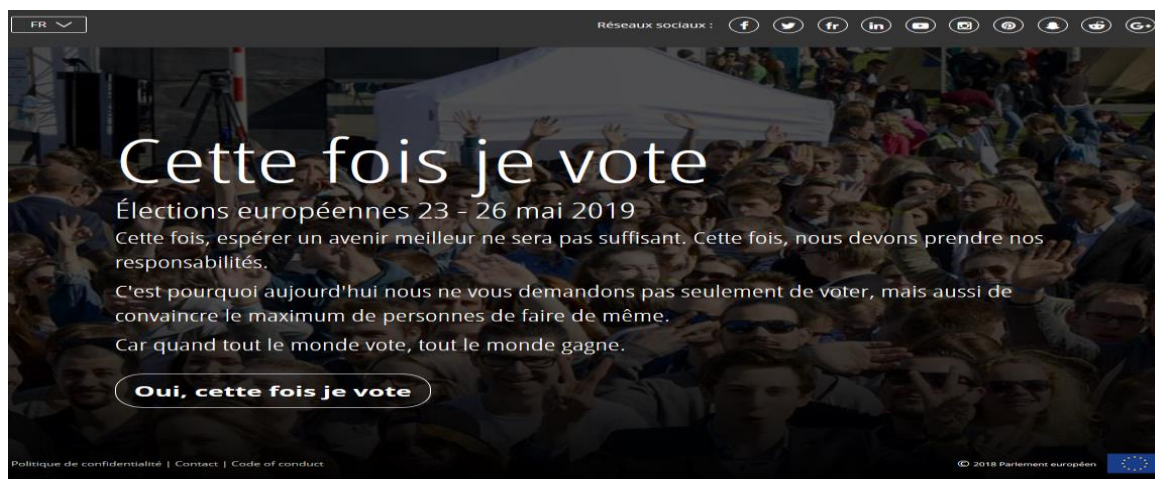 FR
Réseaux sociaux :
Cette fois je vote
Élections européennes 23 - 26 mai 2019
Cette fois, espérer un avenir meilleur ne sera pas suffisant. Cette fois, nous devons prendre nos
responsabilités.
C'est pourquoi aujourd'hui nous ne vous demandons pas seulement de voter, mais aussi de
convaincre le maximum de personnes de faire de même.
Car quand tout le monde vote, tout le monde gagne.
Oui, cette fois je vote
Politique de confidentialité | Contact | Code of conduct
© 2018 Parlement européen